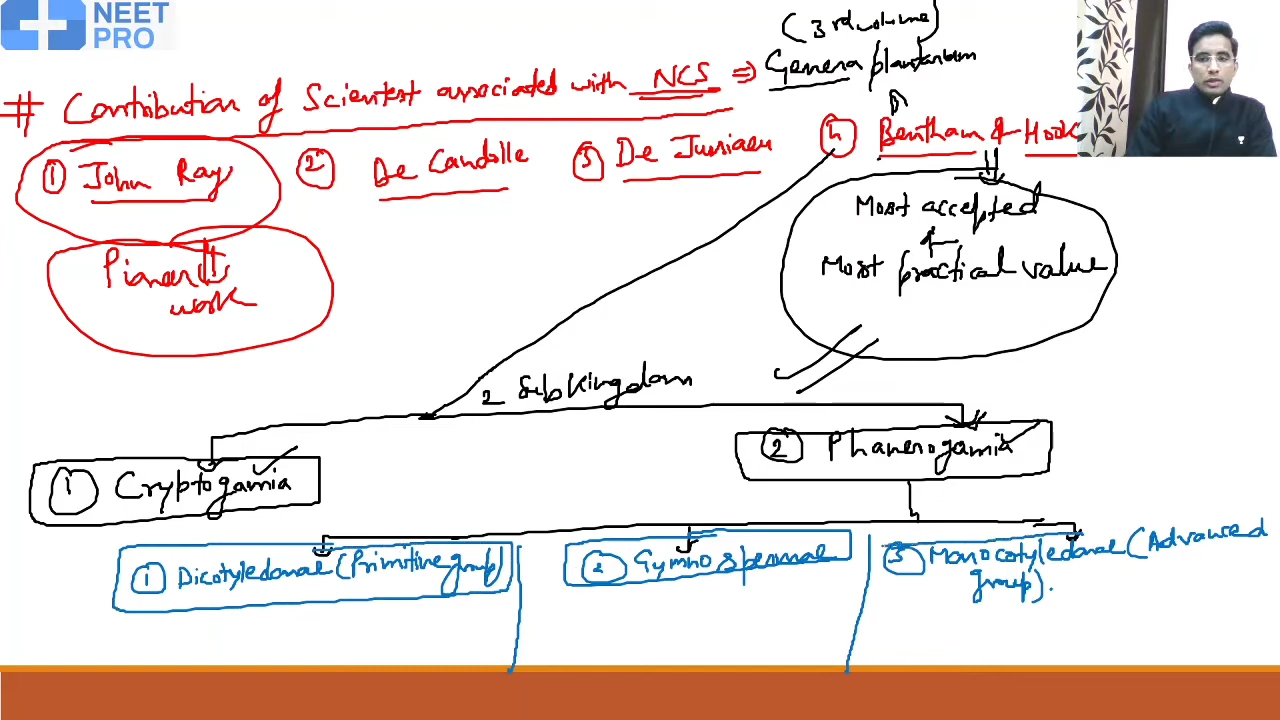 NEET
PRO
(3rd volume)
# Contribution of Scientest associated with NCS ⇒ Genera plantarum
① John Ray ② De Candolle ③ De Jussiaeu ④ Bentham & Hook
Pioneer
work
Most accepted
&
Most practical value
2 Subkingdom
① Cryptogamia
② Phanerogamia
① Dicotyledonae (Primitive group)
② Gymnospermae
③ Monocotyledonae (Advanced
group).